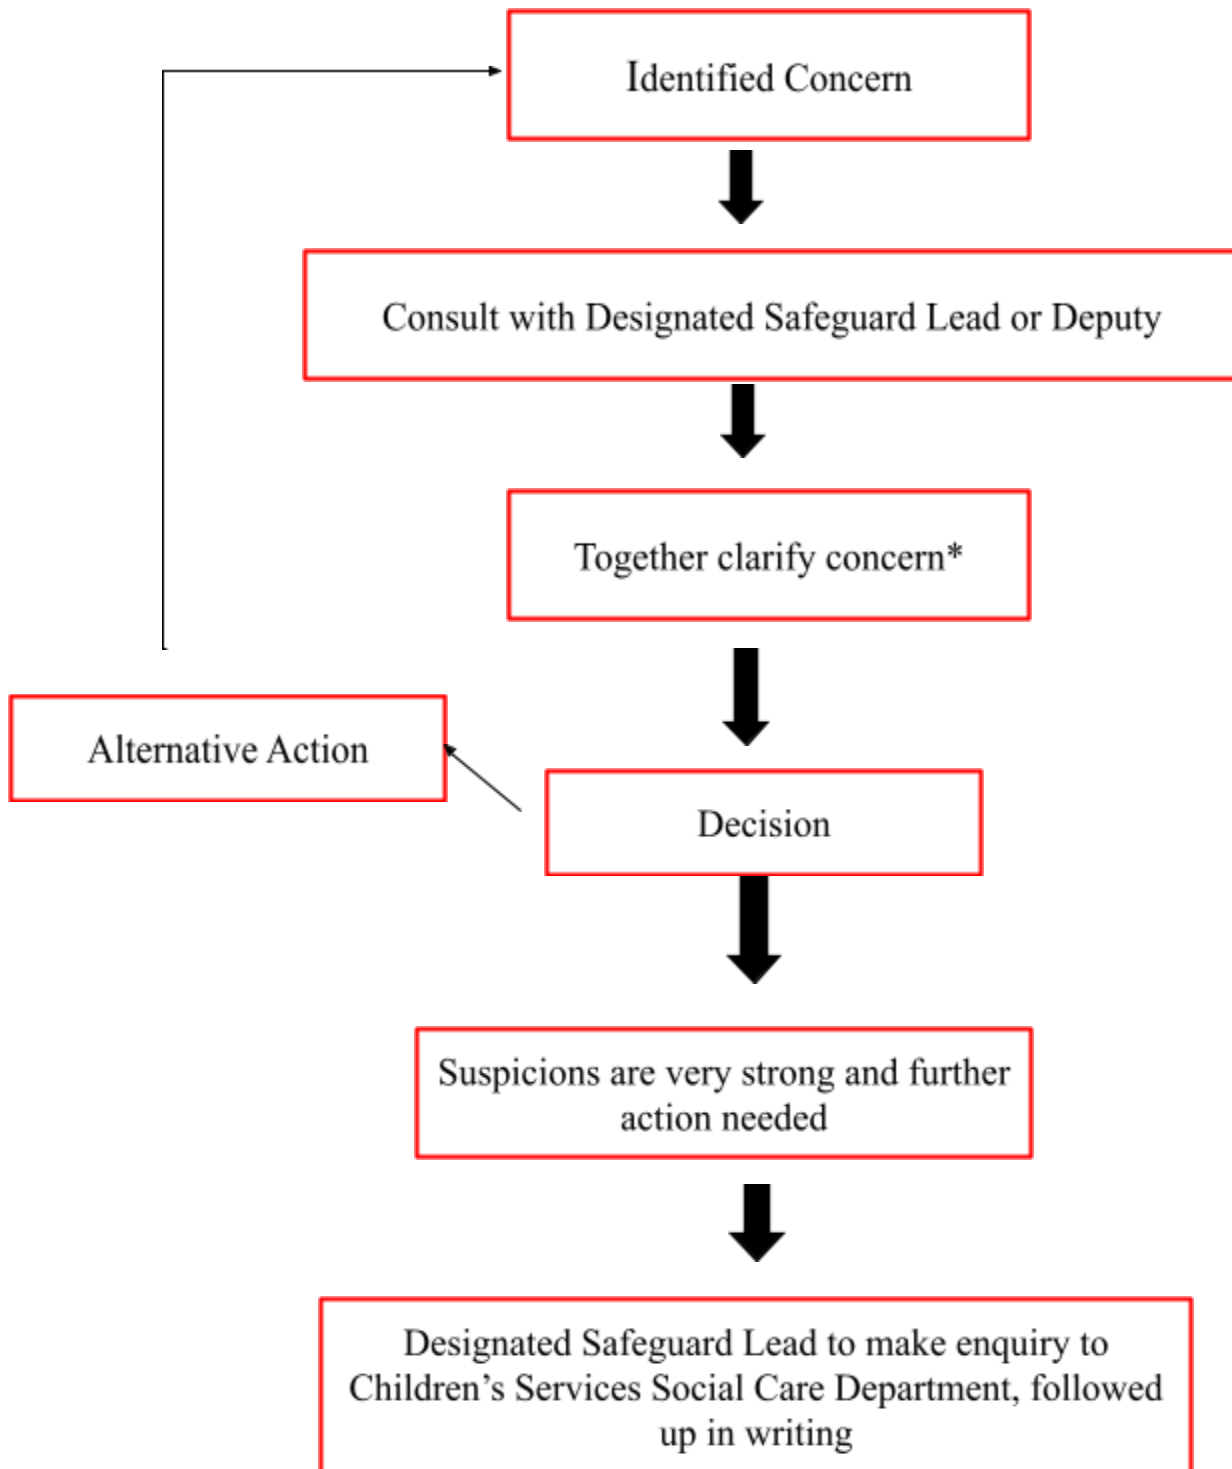 Identified Concern
Consult with Designated Safeguard Lead or Deputy
Together clarify concern*
Alternative Action
Decision
Suspicions are very strong and further
action needed
Designated Safeguard Lead to make enquiry to
Children’s Services Social Care Department, followed
up in writing